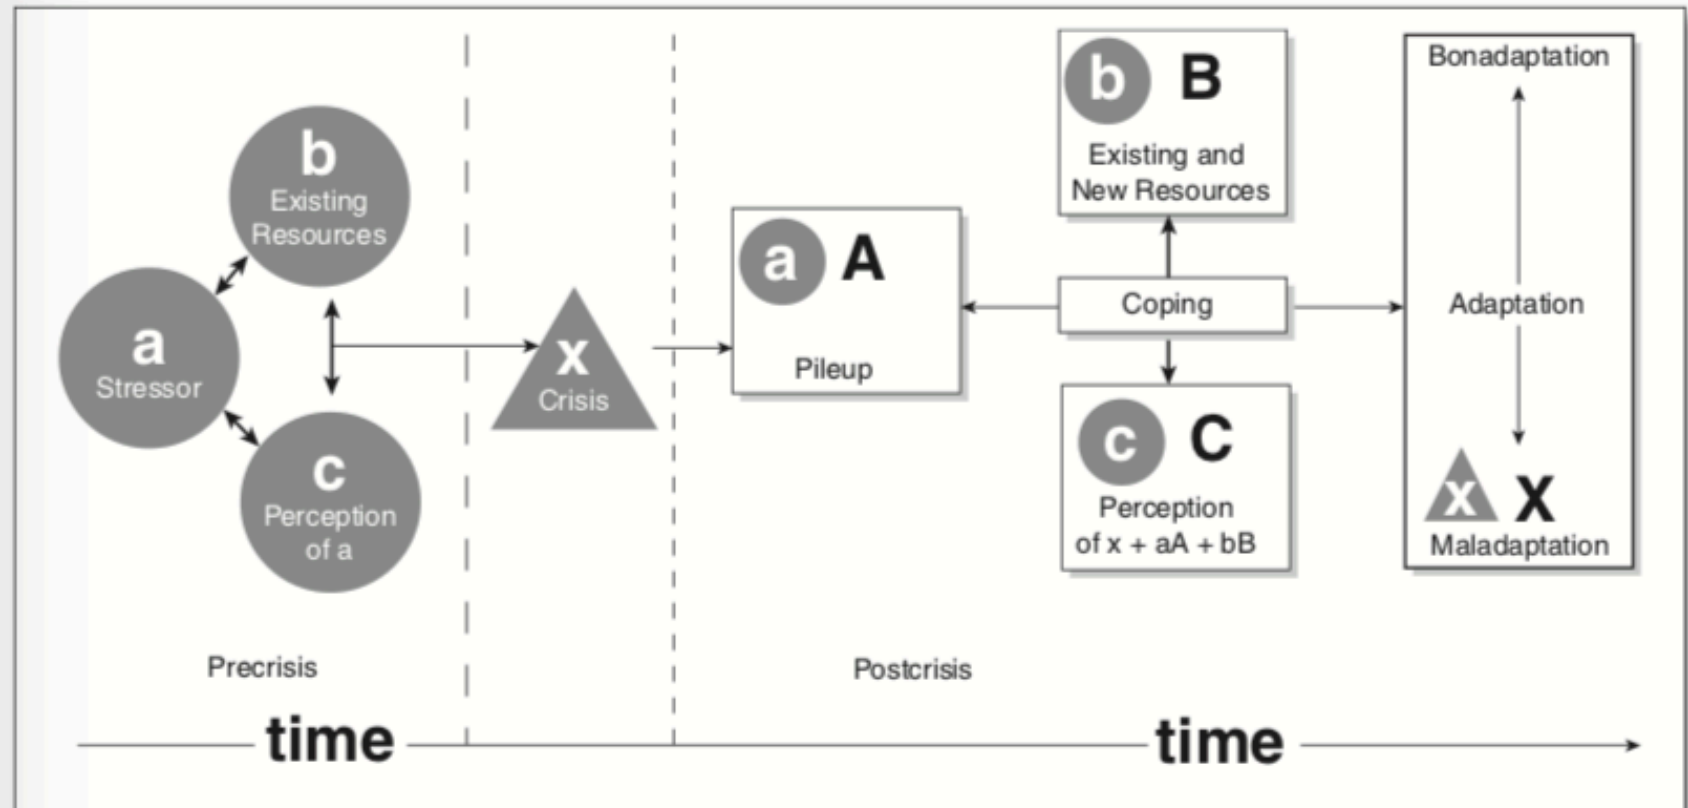 b
Existing
Resources
a
Stressor
c
Perception
of a
x
Crisis
a A
Pileup
b B
Existing and
New Resources
Coping
c C
Perception
of x + aA + bB
Bonadaptation
Adaptation
x X
Maladaptation
Precrisis
Postcrisis
time
time